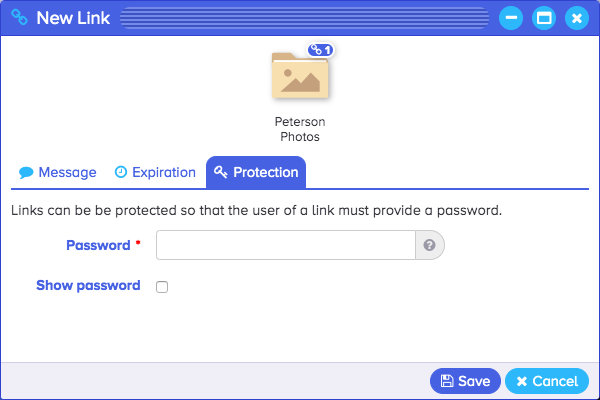 New Link
1
Peterson
Photos
Message Expiration Protection
Links can be be protected so that the user of a link must provide a password.
Password *
?
Show password
Save Cancel